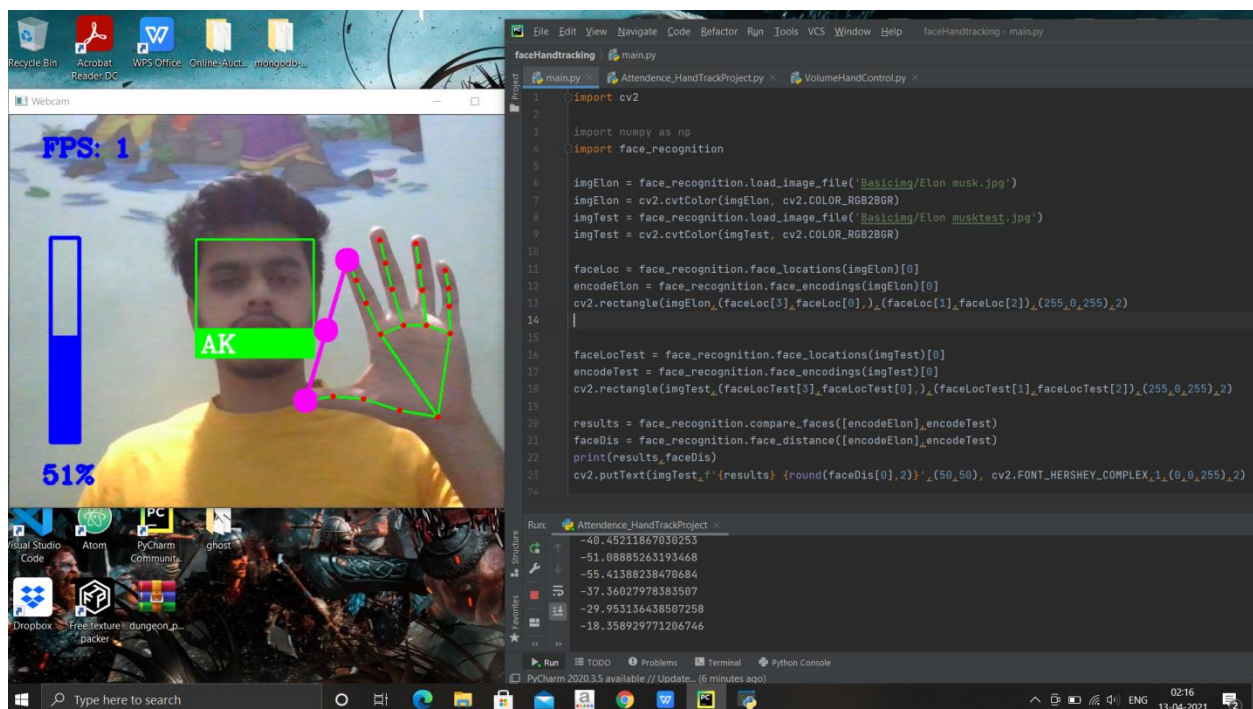 Recycle Bin
Acrobat Reader DC
WPS Office
Online-Auct...
mongodb-...
Webcam
FPS: 1
AK
51%
Visual Studio Code
Atom
PyCharm Communit...
ghost
Dropbox
Free texture packer
dungeon_p...
File Edit View Navigate Code Refactor Run Tools VCS Window Help faceHandtracking - main.py
faceHandtracking main.py
Project
main.py Attendence_HandTrackProject.py VolumeHandControl.py
1 import cv2
2
3 import numpy as np
4 import face_recognition
5
6 imgElon = face_recognition.load_image_file('Basicimg/Elon musk.jpg')
7 imgElon = cv2.cvtColor(imgElon, cv2.COLOR_RGB2BGR)
8 imgTest = face_recognition.load_image_file('Basicimg/Elon musktest.jpg')
9 imgTest = cv2.cvtColor(imgTest, cv2.COLOR_RGB2BGR)
10
11 faceLoc = face_recognition.face_locations(imgElon)[0]
12 encodeElon = face_recognition.face_encodings(imgElon)[0]
13 cv2.rectangle(imgElon,(faceLoc[3],faceLoc[0],),(faceLoc[1],faceLoc[2]),(255,0,255),2)
14
15
16 faceLocTest = face_recognition.face_locations(imgTest)[0]
17 encodeTest = face_recognition.face_encodings(imgTest)[0]
18 cv2.rectangle(imgTest,(faceLocTest[3],faceLocTest[0],),(faceLocTest[1],faceLocTest[2]),(255,0,255),2)
19
20 results = face_recognition.compare_faces([encodeElon],encodeTest)
21 faceDis = face_recognition.face_distance([encodeElon],encodeTest)
22 print(results,faceDis)
23 cv2.putText(imgTest,f'{results} {round(faceDis[0],2)}',(50,50), cv2.FONT_HERSHEY_COMPLEX,1,(0,0,255),2)
24
Run: Attendence_HandTrackProject
-40.45211867030253
-51.08885263193468
-55.41388238470684
-37.36027978383507
-29.953136438507258
-18.358929771206746
Structure
Favorites
Run TODO Problems Terminal Python Console
PyCharm 2020.3.5 available // Update... (6 minutes ago)
Type here to search
ENG
02:16
13-04-2021